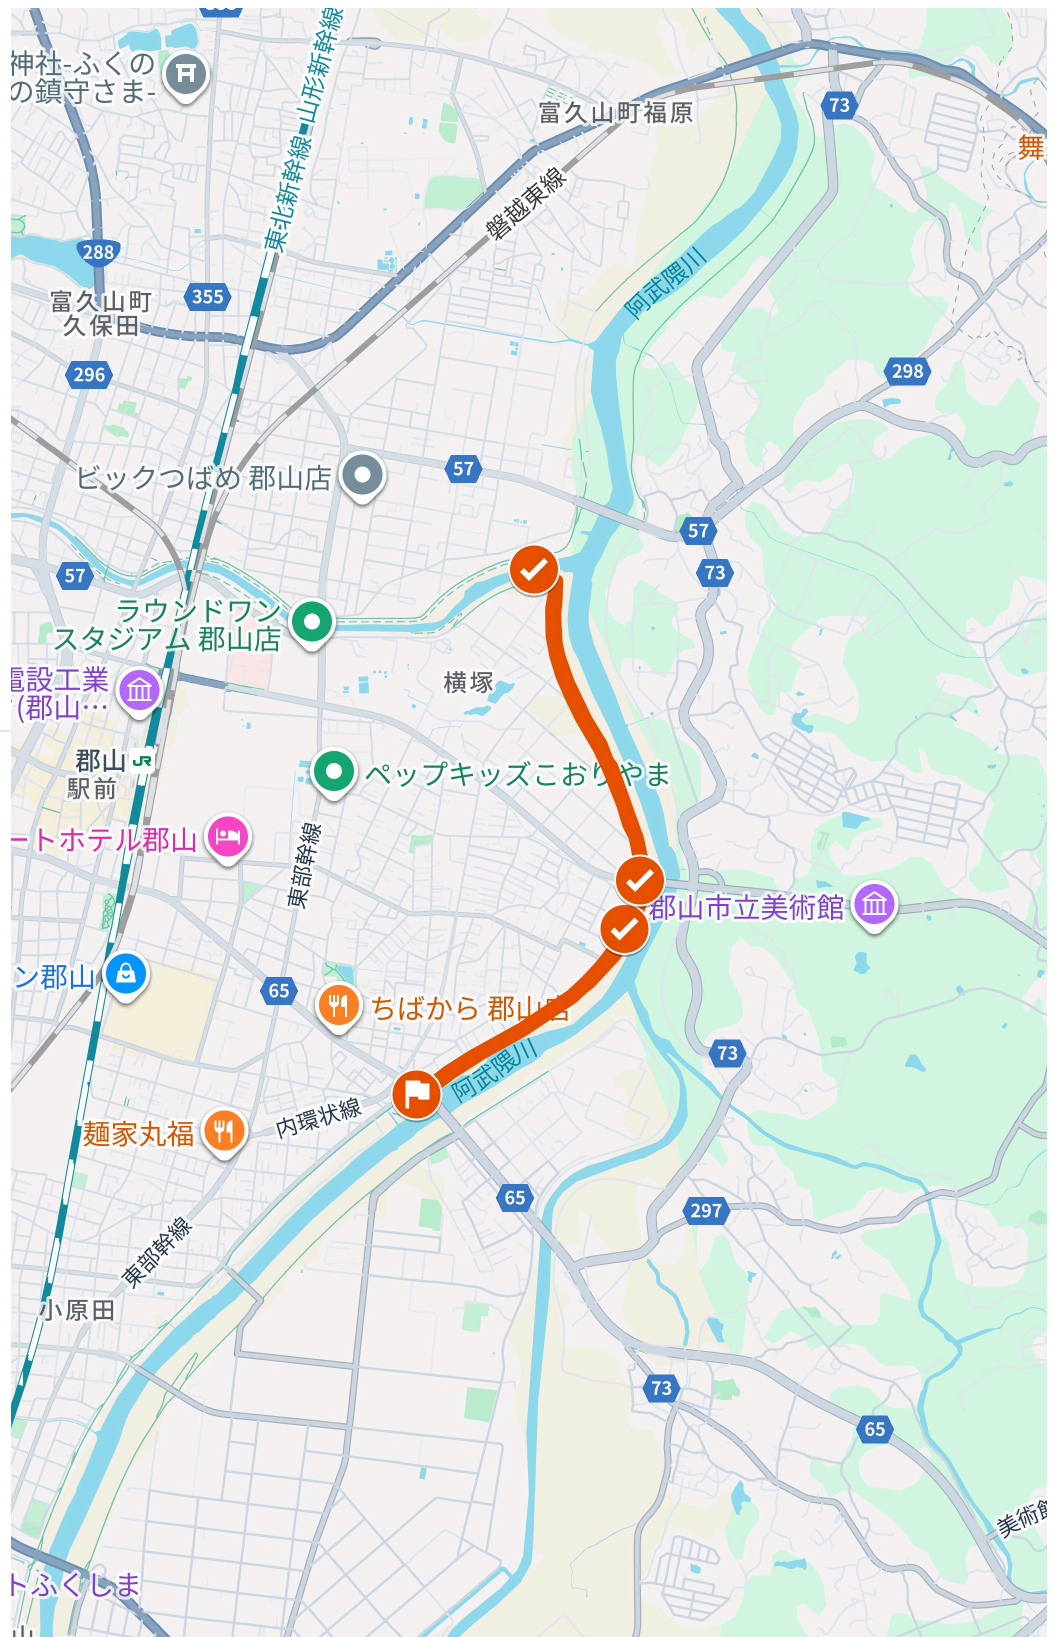 神社-ふくの
の鎮守さま-
東北新幹線・山形新幹線
富久山町福原
73
舞
磐越東線
288
阿武隈川
355
富久山町
久保田
296
298
ビックつばめ 郡山店
57
57
57
73
ラウンドワン
スタジアム 郡山店
電設工業
(郡山…
横塚
郡山
JR
駅前
ペップキッズこおりやま
ートホテル郡山
東部幹線
郡山市立美術館
ン郡山
65
ちばから 郡山店
阿武隈川
73
内環状線
麺家丸福
65
297
東部幹線
小原田
73
65
美術館
トふくしま
山